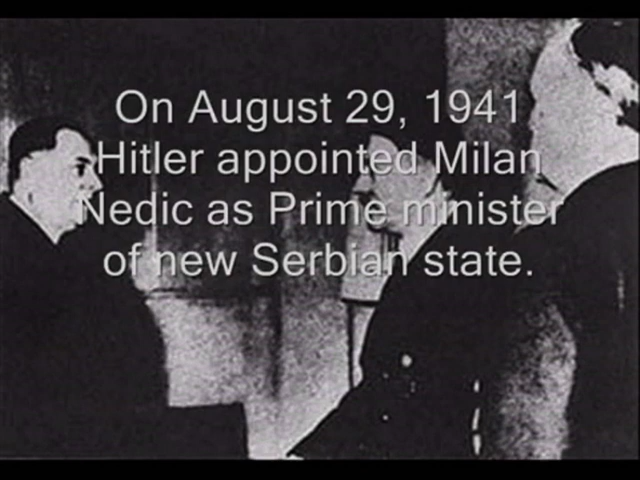 On August 29, 1941
Hitler appointed Milan
Nedic as Prime minister
of new Serbian state.